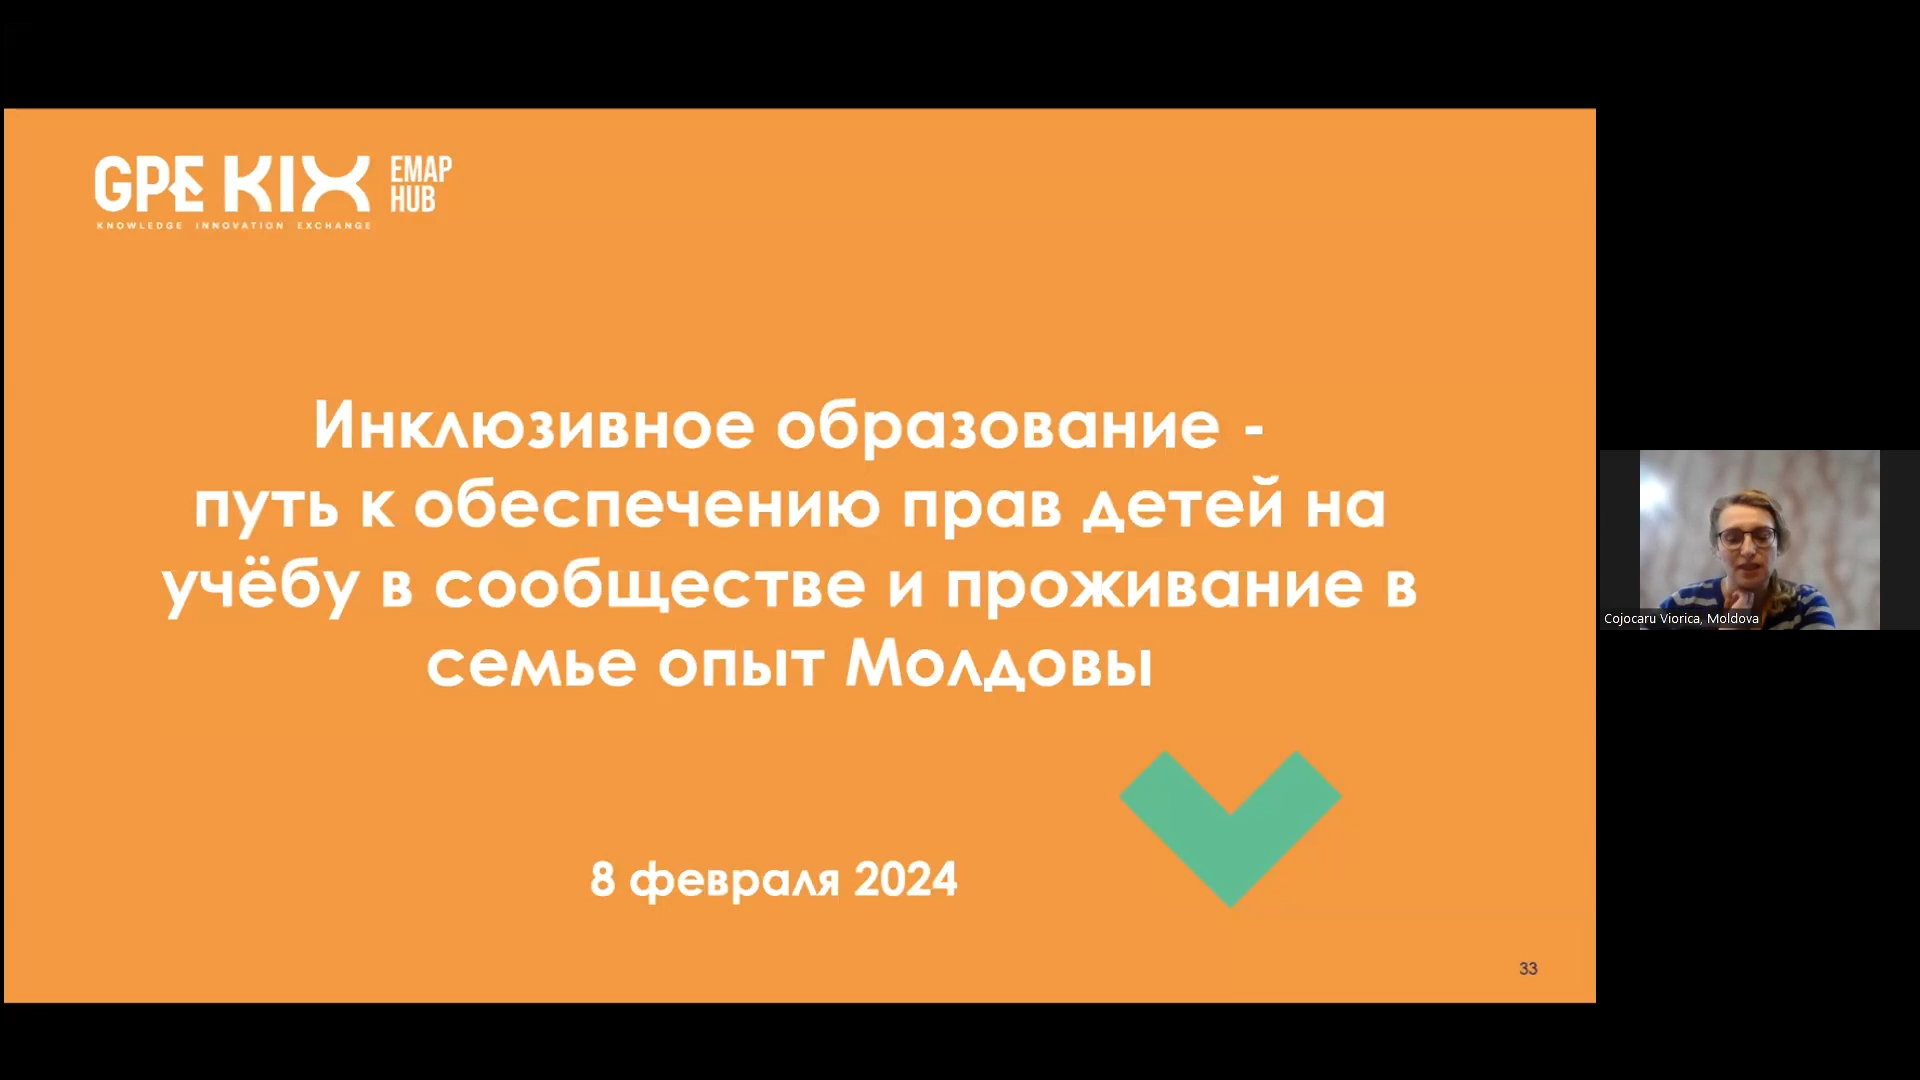 GPE KIX
EMAP
HUB
KNOWLEDGE INNOVATION EXCHANGE
Инклюзивное образование -
путь к обеспечению прав детей на
учёбу в сообществе и проживание в
семье опыт Молдовы
Cojocaru Viorica, Moldova
8 февраля 2024
33